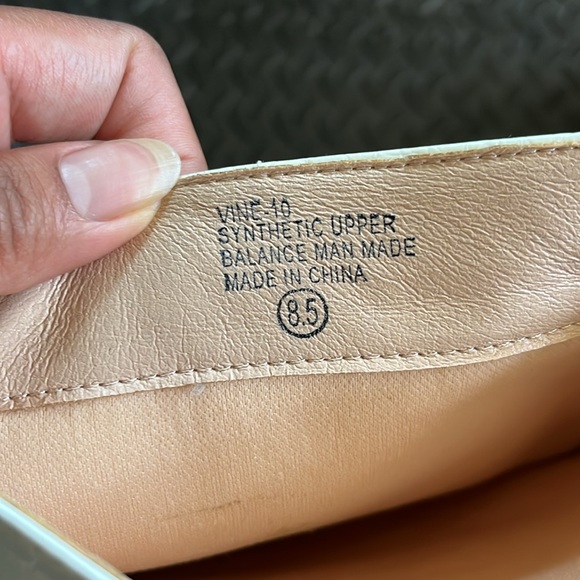 VINE-10
SYNTHETIC UPPER
BALANCE MAN MADE
MADE IN CHINA
8.5